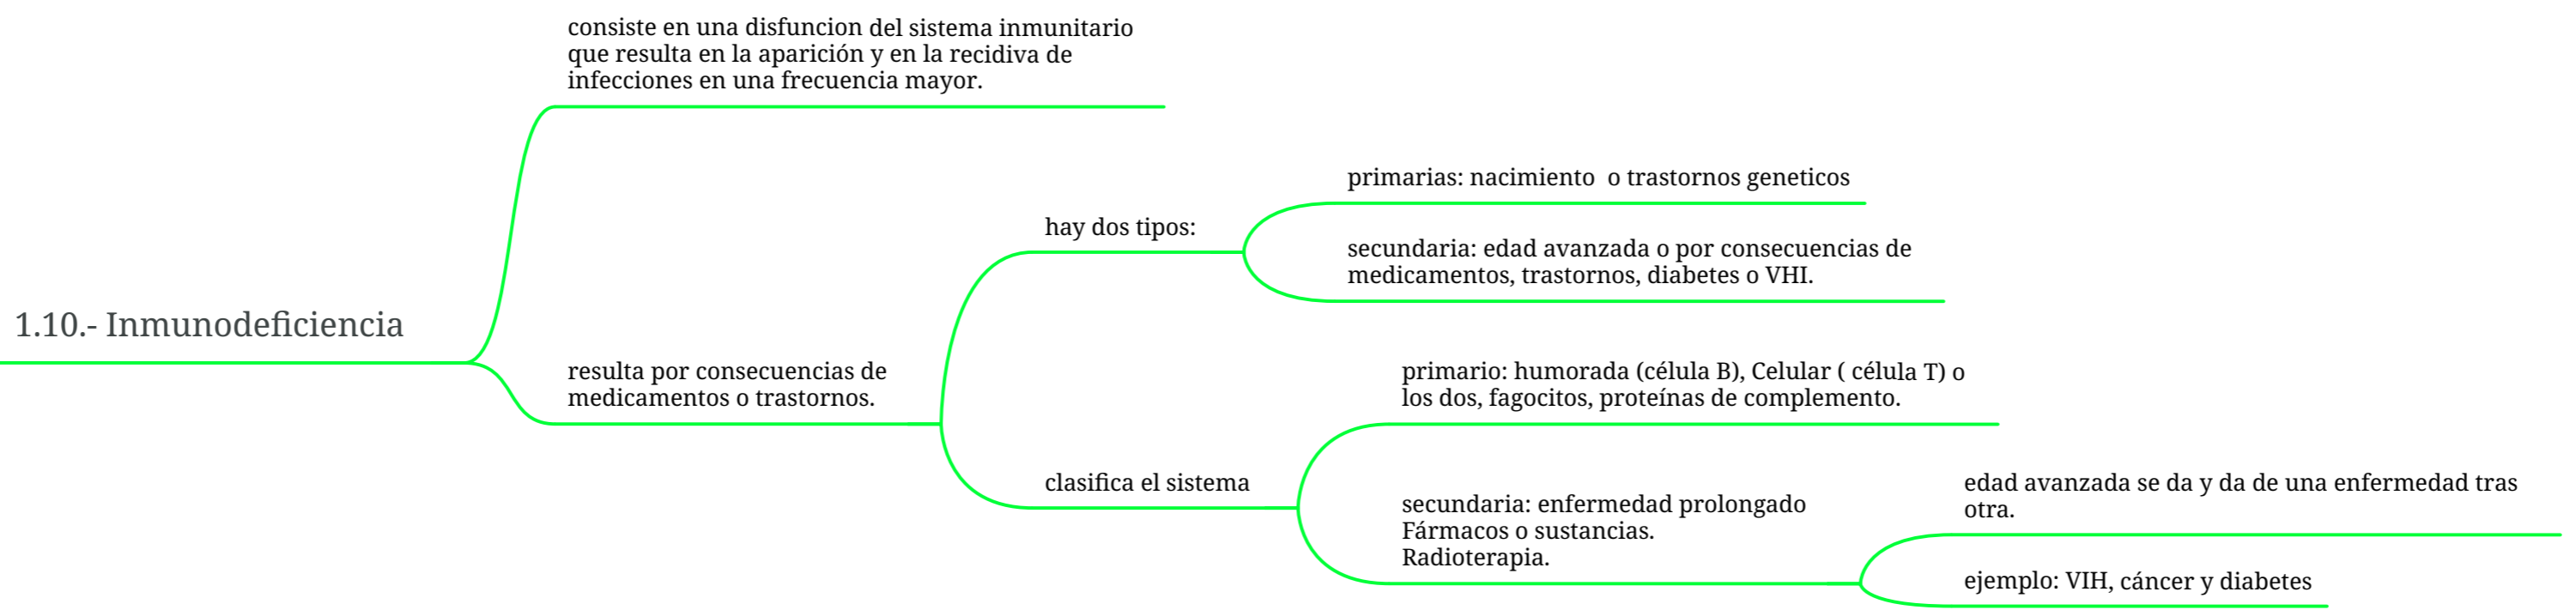 consiste en una disfuncion del sistema inmunitario
que resulta en la aparición y en la recidiva de
infecciones en una frecuencia mayor.
primarias: nacimiento  o trastornos geneticos
hay dos tipos:
secundaria: edad avanzada o por consecuencias de
medicamentos, trastornos, diabetes o VHI.
1.10.- Inmunodeficiencia
resulta por consecuencias de
medicamentos o trastornos.
primario: humorada (célula B), Celular ( célula T) o
los dos, fagocitos, proteínas de complemento.
clasifica el sistema
secundaria: enfermedad prolongado
Fármacos o sustancias.
Radioterapia.
edad avanzada se da y da de una enfermedad tras
otra.
ejemplo: VIH, cáncer y diabetes